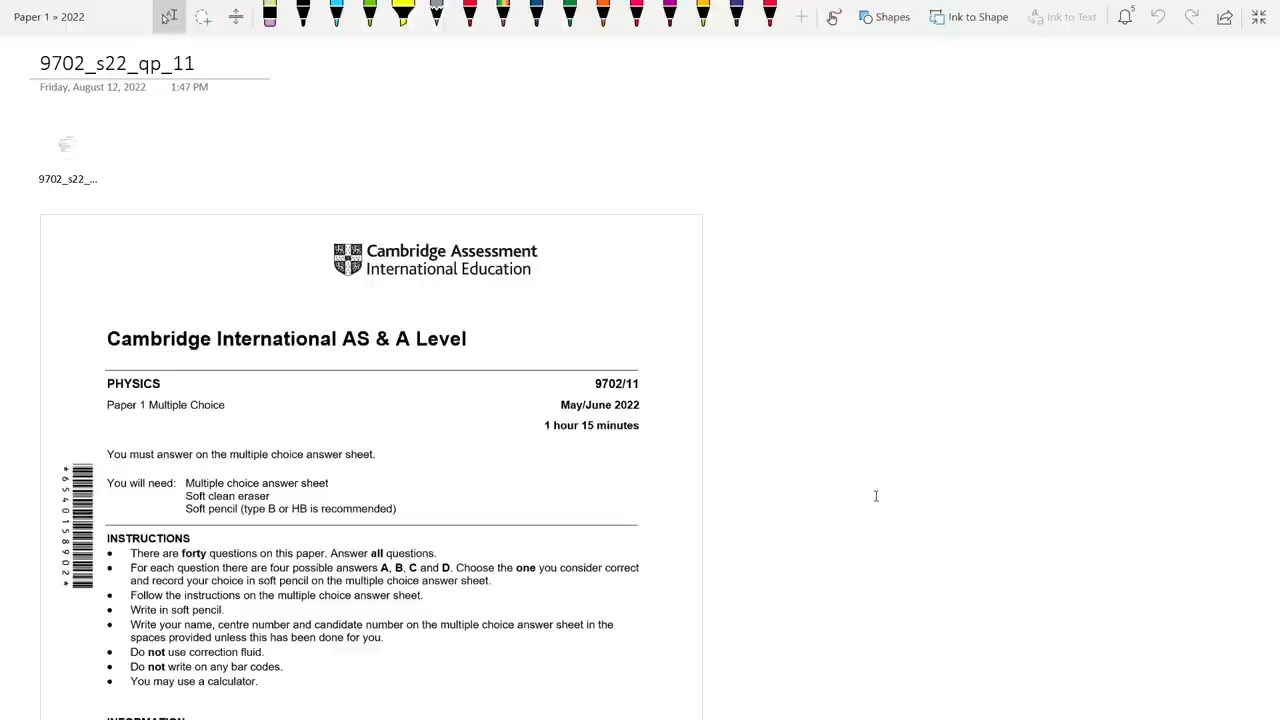 Paper 1 » 2022
Shapes
Ink to Shape
Ink to Text
5
9702_s22_qp_11
Friday, August 12, 2022 1:47 PM
9702_s22_...
Cambridge Assessment
International Education
Cambridge International AS & A Level
PHYSICS 9702/11
Paper 1 Multiple Choice May/June 2022
1 hour 15 minutes
You must answer on the multiple choice answer sheet.
You will need: Multiple choice answer sheet
Soft clean eraser
Soft pencil (type B or HB is recommended)
*6540158902*
INSTRUCTIONS
● There are forty questions on this paper. Answer all questions.
● For each question there are four possible answers A, B, C and D. Choose the one you consider correct
and record your choice in soft pencil on the multiple choice answer sheet.
● Follow the instructions on the multiple choice answer sheet.
● Write in soft pencil.
● Write your name, centre number and candidate number on the multiple choice answer sheet in the
spaces provided unless this has been done for you.
● Do not use correction fluid.
● Do not write on any bar codes.
● You may use a calculator.
INFORMATION